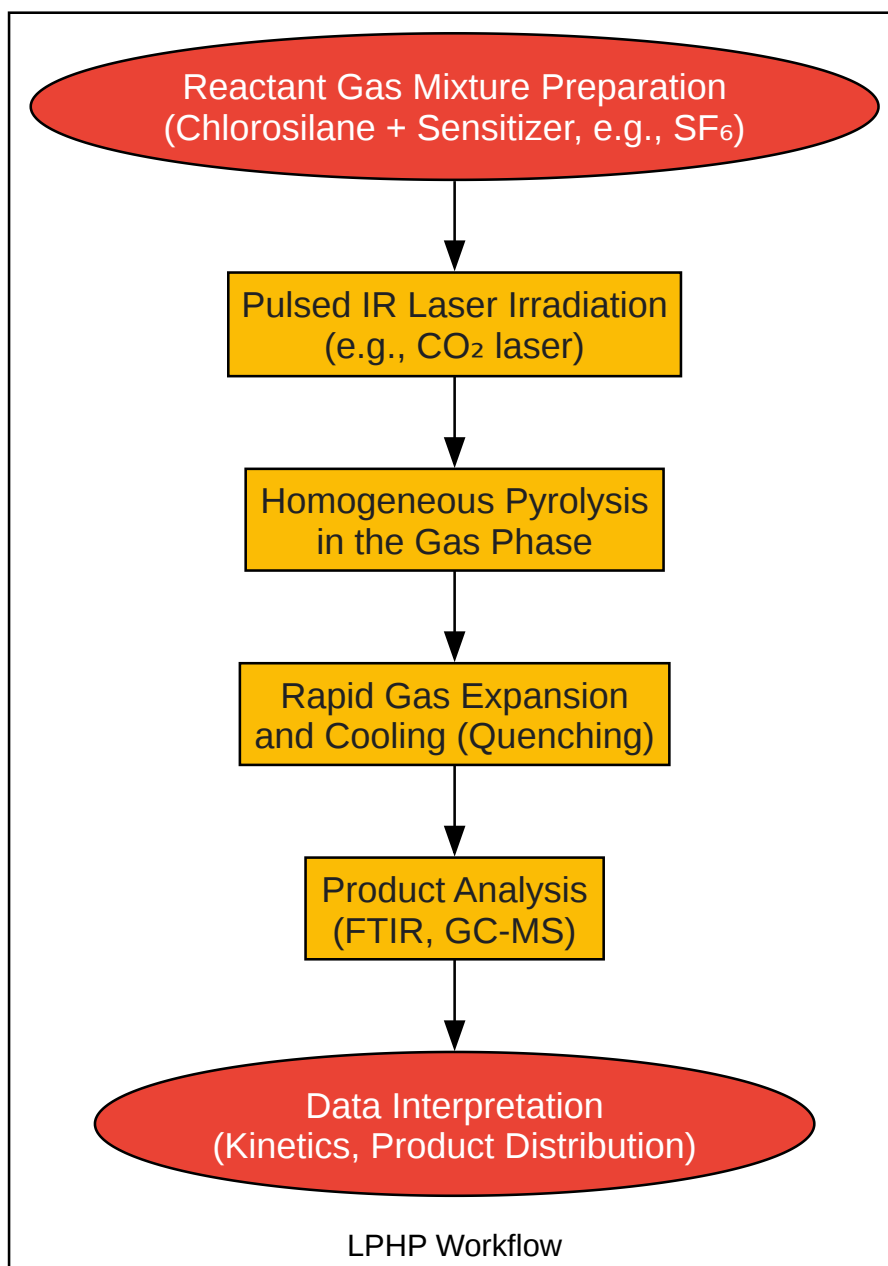 Reactant Gas Mixture Preparation
(Chlorosilane + Sensitizer, e.g., SF₆)
Pulsed IR Laser Irradiation
(e.g., CO₂ laser)
Homogeneous Pyrolysis
in the Gas Phase
Rapid Gas Expansion
and Cooling (Quenching)
Product Analysis
(FTIR, GC-MS)
Data Interpretation
(Kinetics, Product Distribution)
LPHP Workflow